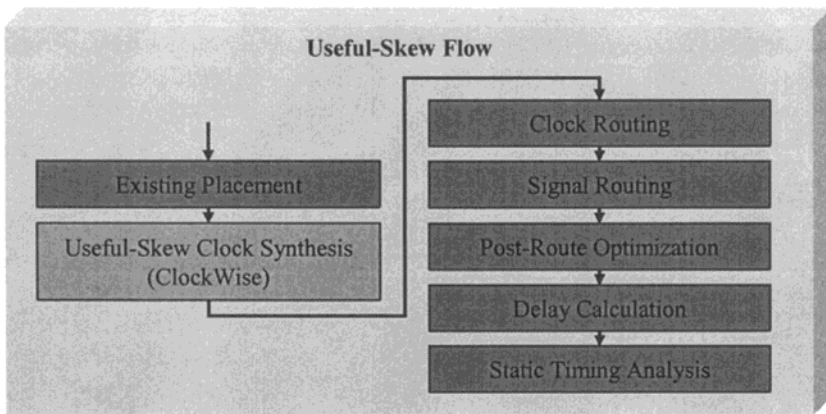 Useful-Skew Flow
Existing Placement
Useful-Skew Clock Synthesis
(ClockWise)
Clock Routing
Signal Routing
Post-Route Optimization
Delay Calculation
Static Timing Analysis